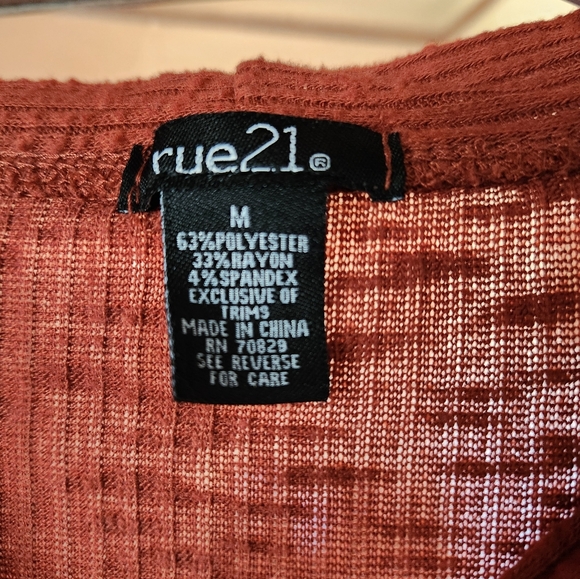 rue21®
M
63%POLYESTER
33%RAYON
4%SPANDEX
EXCLUSIVE OF
TRIMS
MADE IN CHINA
RN 70829
SEE REVERSE
FOR CARE